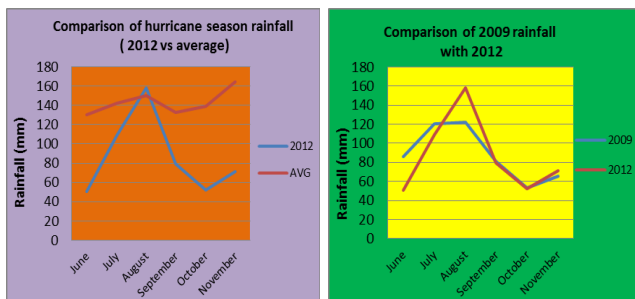 Comparison of hurricane season rainfall
( 2012 vs average)
180
160
140
120
100
80
60
40
20
0
Rainfall (mm)
June
July
August
September
October
November
2012
AVG
Comparison of 2009 rainfall
with 2012
180
160
140
120
100
80
60
40
20
0
Rainfall (mm)
June
July
August
September
October
November
2009
2012